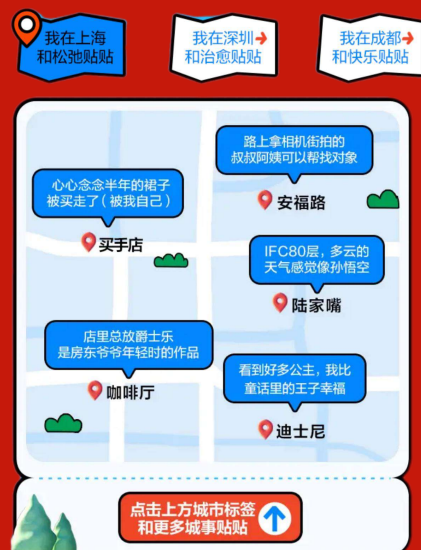 我在上海
和松弛贴贴
我在深圳
和治愈贴贴
我在成都
和快乐贴贴
路上拿相机街拍的
叔叔阿姨可以帮找对象
安福路
心心念念半年的裙子
被买走了（被我自己）
买手店
IFC80层，多云的
天气感觉像孙悟空
陆家嘴
店里总放爵士乐
是房东爷爷年轻时的作品
咖啡厅
看到好多公主，我比
童话里的王子幸福
迪士尼
点击上方城市标签
和更多城事贴贴